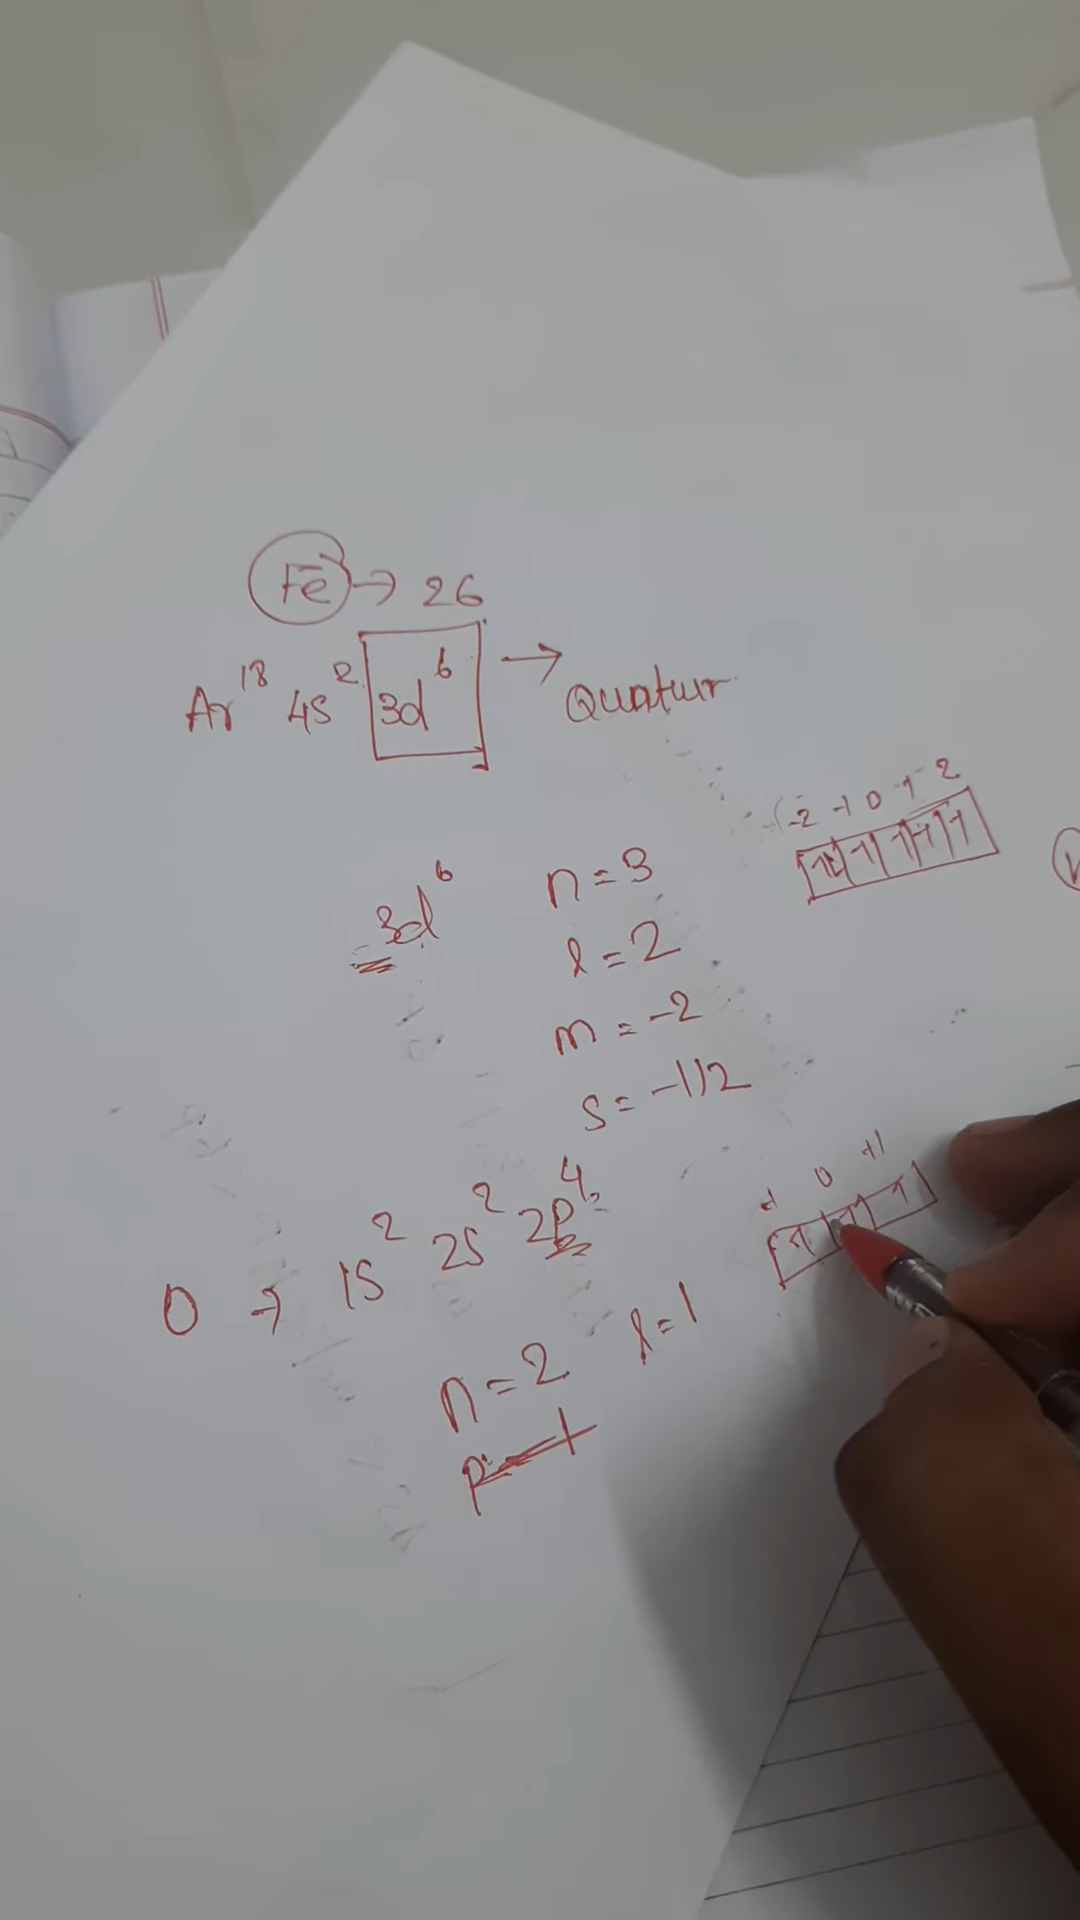 Fe → 26
Ar¹⁸ 4s² 3d⁶ → Quatur
-2 -1 0 1 2
3d⁶ n = 3
l = 2
m = -2
s = -1/2
-1 0 +1
O → 1s² 2s² 2p⁴
n = 2 l = 1